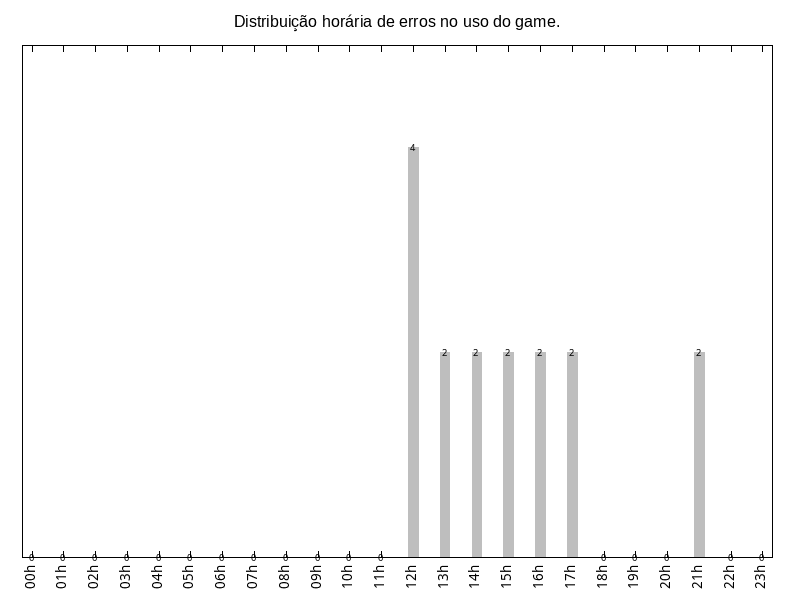 Distribuição horária de erros no uso do game.
4
2 2 2 2 2 2
0 0 0 0 0 0 0 0 0 0 0 0 0 0 0 0 0
00h 01h 02h 03h 04h 05h 06h 07h 08h 09h 10h 11h 12h 13h 14h 15h 16h 17h 18h 19h 20h 21h 22h 23h